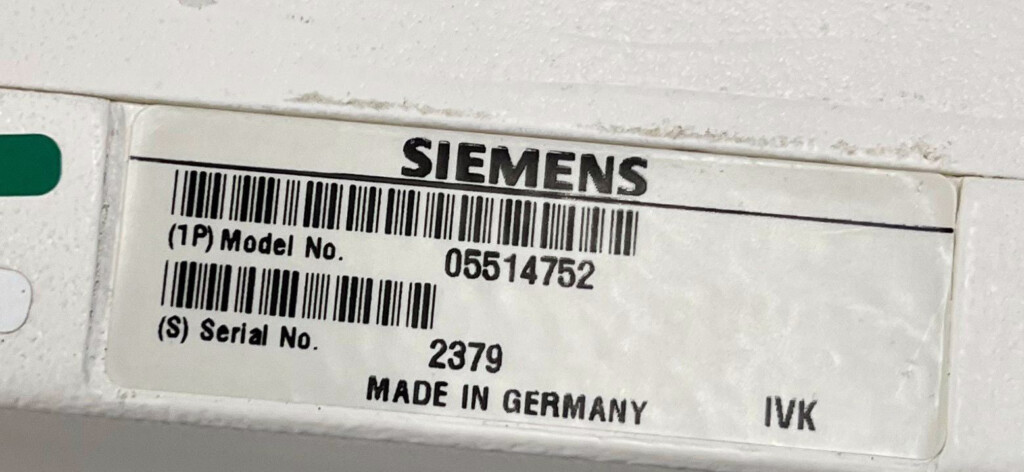 SIEMENS
(1P) Model No. 05514752
(S) Serial No. 2379
MADE IN GERMANY IVK